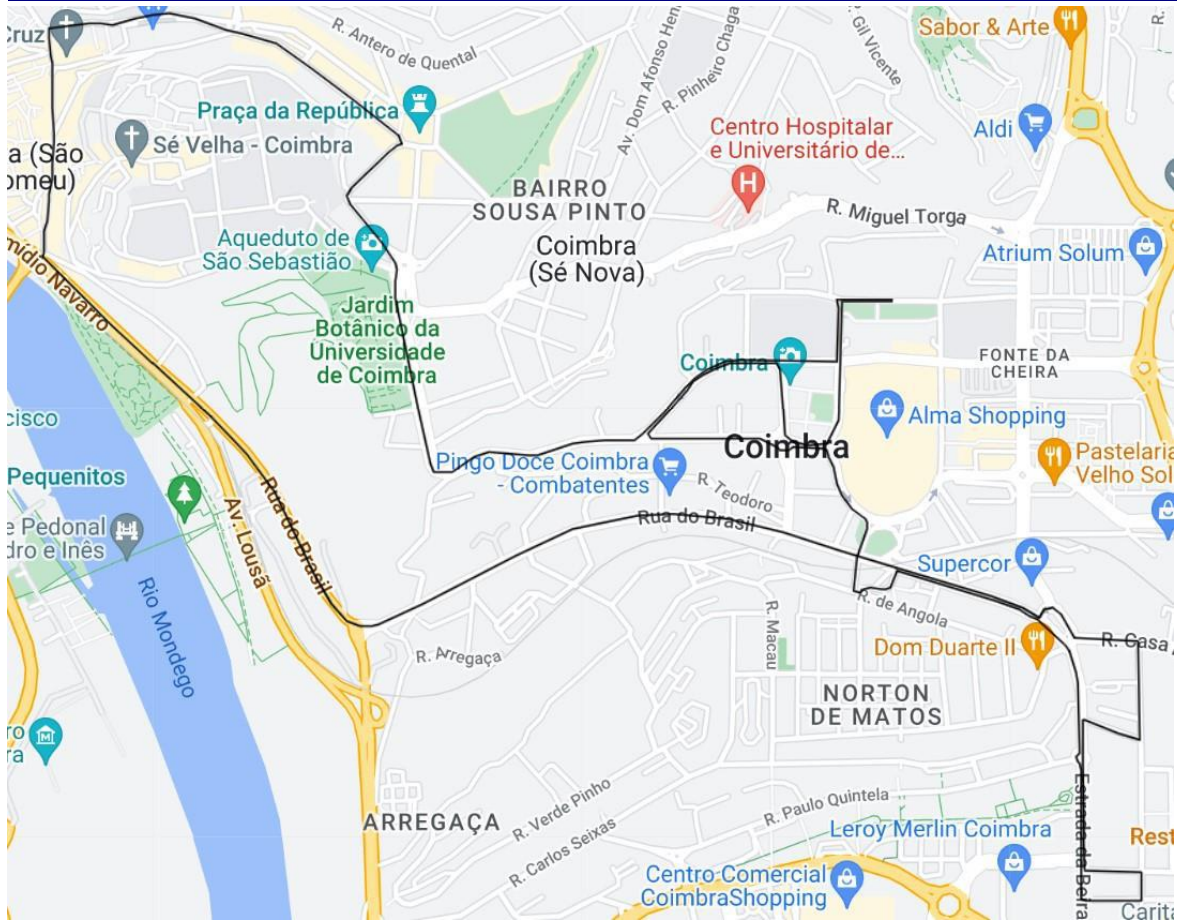 Cruz
R. Antero de Quental
Praça da República
Sé Velha - Coimbra
a (São
omeu)
Av. Dom Afonso Hen
R. Pinheiro Chaga
R. Gil Vicente
Sabor & Arte
R.
Aldi
Centro Hospitalar
e Universitário de...
H
BAIRRO
SOUSA PINTO
R. Miguel Torga
Coimbra
(Sé Nova)
Atrium Solum
Aqueduto de
São Sebastião
mídio Navarro
Jardim
Botânico da
Universidade
de Coimbra
Coimbra
FONTE DA
CHEIRA
Alma Shopping
Coimbra
cisco
Pequenitos
Pingo Doce Coimbra
- Combatentes
R. Teodoro
Pastelaria
Velho Sol
Rua do Brasil
Rua do Brasil
Av. Lousã
e Pedonal
dro e Inês
Rio Mondego
Supercor
R. de Angola
R. Macau
Dom Duarte II
R. Casa
R. Arregaça
NORTON
DE MATOS
ro
ra
M
ARREGAÇA
R. Verde Pinho
R. Carlos Seixas
R. Paulo Quintela
Leroy Merlin Coimbra
Estrada da Beira
Rest
Centro Comercial
CoimbraShopping
Carita